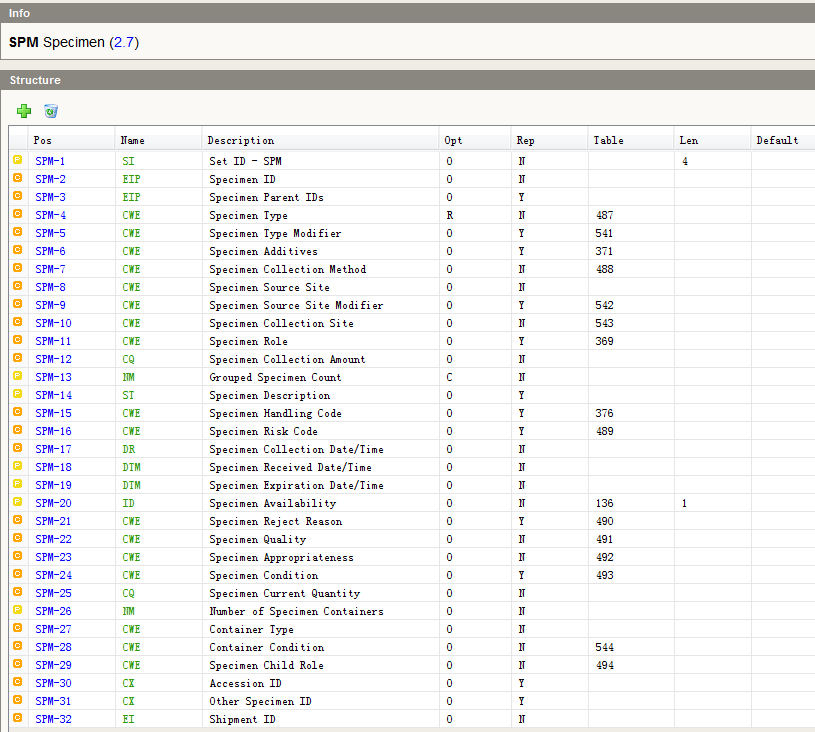 Info
SPM Specimen (2.7)
Structure
Pos Name Description Opt Rep Table Len Default
P SPM-1 SI Set ID - SPM O N 4
C SPM-2 EIP Specimen ID O N
C SPM-3 EIP Specimen Parent IDs O Y
C SPM-4 CWE Specimen Type R N 487
C SPM-5 CWE Specimen Type Modifier O Y 541
C SPM-6 CWE Specimen Additives O Y 371
C SPM-7 CWE Specimen Collection Method O N 488
C SPM-8 CWE Specimen Source Site O N
C SPM-9 CWE Specimen Source Site Modifier O Y 542
C SPM-10 CWE Specimen Collection Site O N 543
C SPM-11 CWE Specimen Role O Y 369
C SPM-12 CQ Specimen Collection Amount O N
P SPM-13 NM Grouped Specimen Count C N
P SPM-14 ST Specimen Description O Y
C SPM-15 CWE Specimen Handling Code O Y 376
C SPM-16 CWE Specimen Risk Code O Y 489
C SPM-17 DR Specimen Collection Date/Time O N
P SPM-18 DTM Specimen Received Date/Time O N
P SPM-19 DTM Specimen Expiration Date/Time O N
P SPM-20 ID Specimen Availability O N 136 1
C SPM-21 CWE Specimen Reject Reason O Y 490
C SPM-22 CWE Specimen Quality O N 491
C SPM-23 CWE Specimen Appropriateness O N 492
C SPM-24 CWE Specimen Condition O Y 493
C SPM-25 CQ Specimen Current Quantity O N
P SPM-26 NM Number of Specimen Containers O N
C SPM-27 CWE Container Type O N
C SPM-28 CWE Container Condition O N 544
C SPM-29 CWE Specimen Child Role O N 494
C SPM-30 CX Accession ID O Y
C SPM-31 CX Other Specimen ID O Y
C SPM-32 EI Shipment ID O N